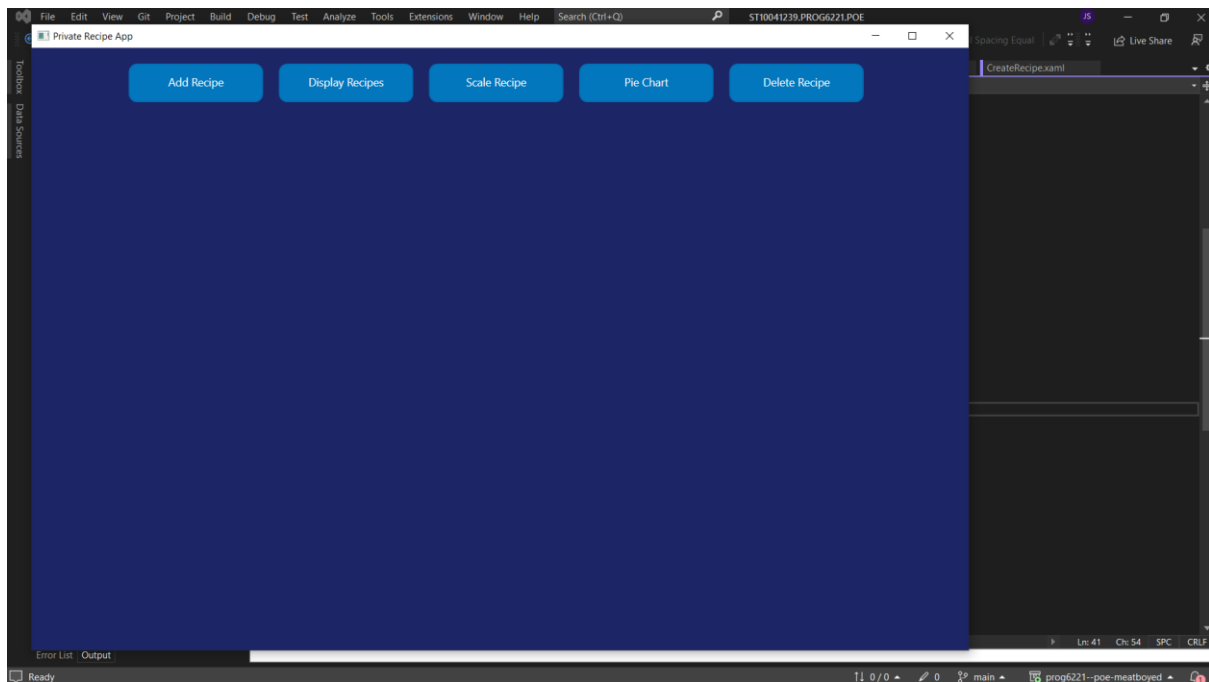 File Edit View Git Project Build Debug Test Analyze Tools Extensions Window Help Search (Ctrl+Q) ST10041239.PROG6221.POE JS
Private Recipe App
Spacing Equal Live Share
Toolbox
Data Sources
CreateRecipe.xaml
Add Recipe Display Recipes Scale Recipe Pie Chart Delete Recipe
Ln: 41 Ch: 54 SPC CRLF
Error List Output
Ready 0 / 0 0 main prog6221--poe-meatboyed